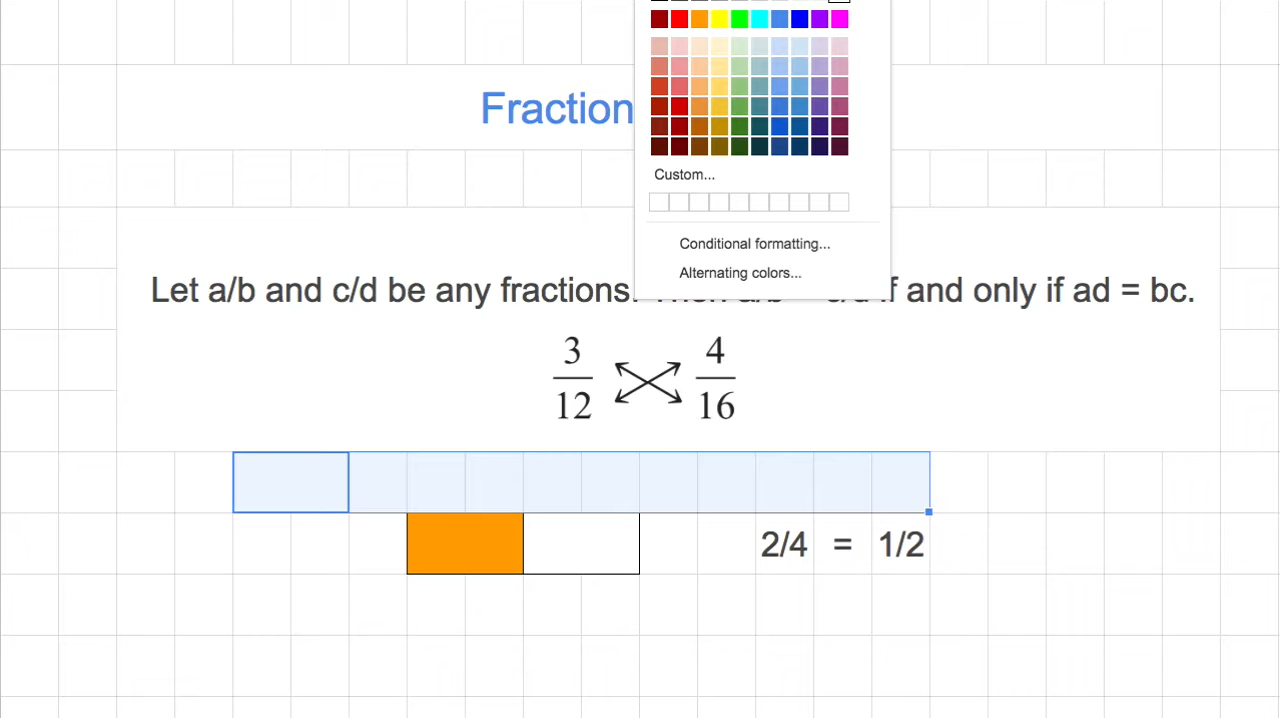 Fraction
Custom...
Conditional formatting...
Alternating colors...
Let a/b and c/d be any fractions. Then a/b = c/d if and only if ad = bc.
3 4
12 16
2/4 = 1/2